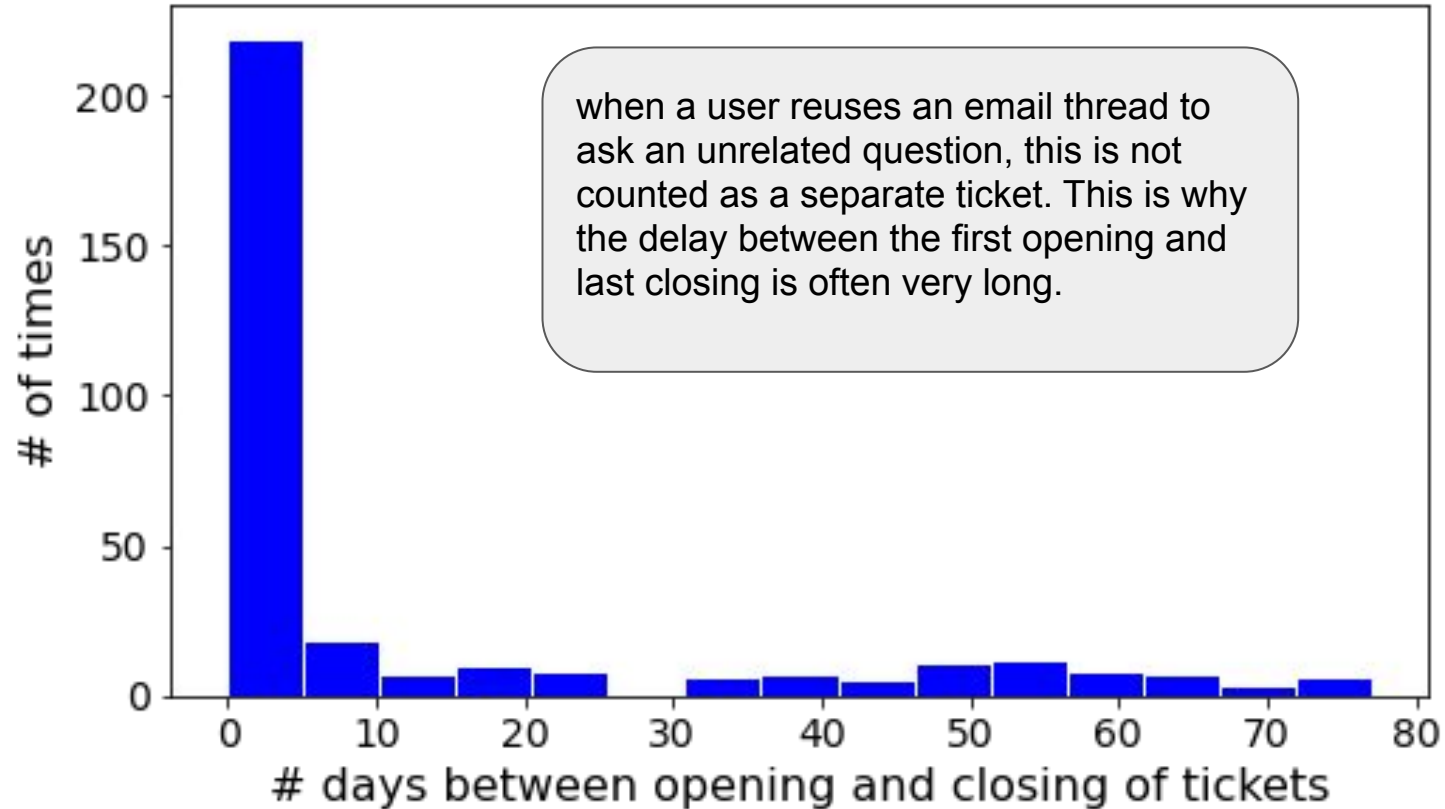 200
150
100
50
0
# of times
when a user reuses an email thread to
ask an unrelated question, this is not
counted as a separate ticket. This is why
the delay between the first opening and
last closing is often very long.
0 10 20 30 40 50 60 70 80
# days between opening and closing of tickets